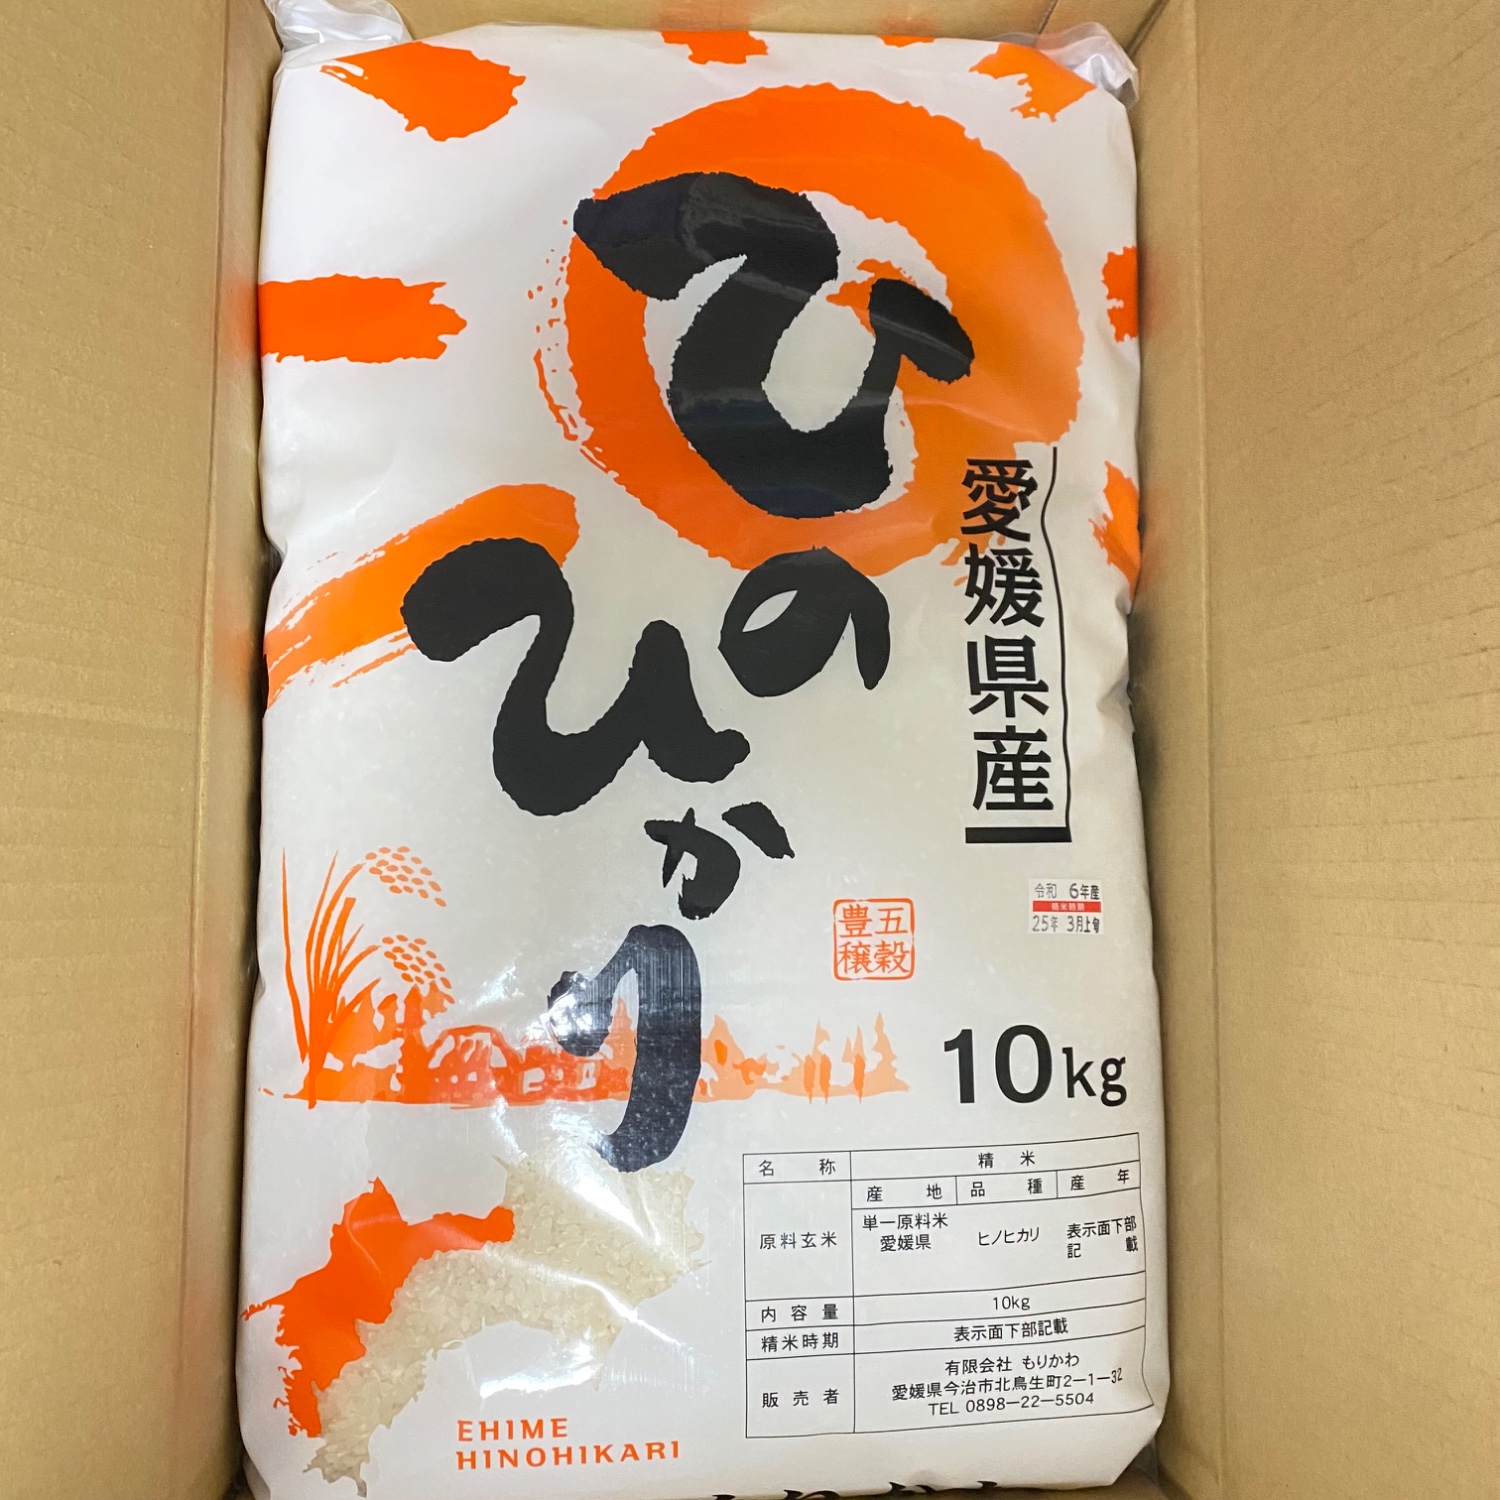 ひのひかり
愛媛県産
令和 6年産
精米時期
25年 3月上旬
五穀
豊穣
10kg
名称 精米
原料玄米 産地 品種 産年
単一原料米
愛媛県 ヒノヒカリ 表示面下部
記載
内容量 10kg
精米時期 表示面下部記載
販売者 有限会社 もりかわ
愛媛県今治市北鳥生町2-1-32
TEL 0898-22-5504
EHIME
HINOHIKARI